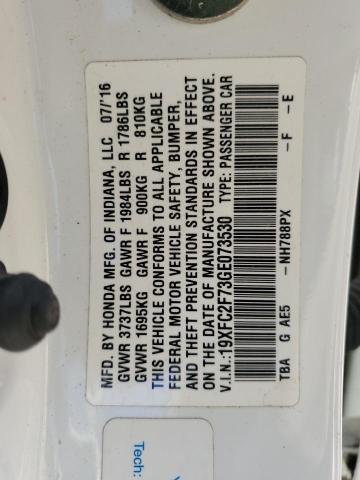 MFD. BY HONDA MFG. OF INDIANA, LLC 07/'16
GVWR 3737LBS GAWR F 1984LBS R 1786LBS
GVWR 1695KG GAWR F 900KG R 810KG
THIS VEHICLE CONFORMS TO ALL APPLICABLE
FEDERAL MOTOR VEHICLE SAFETY, BUMPER,
AND THEFT PREVENTION STANDARDS IN EFFECT
ON THE DATE OF MANUFACTURE SHOWN ABOVE.
V.I.N.:19XFC2F73GE073530 TYPE: PASSENGER CAR
TBA G AE5 -NH788PX -F -E
Tech: